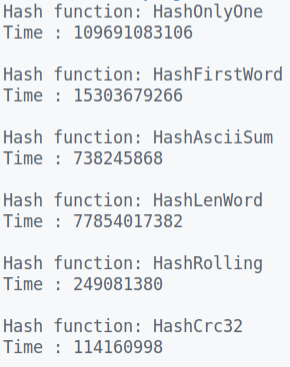 Hash function: HashOnlyOne
Time : 109691083106
Hash function: HashFirstWord
Time : 15303679266
Hash function: HashAsciiSum
Time : 738245868
Hash function: HashLenWord
Time : 77854017382
Hash function: HashRolling
Time : 249081380
Hash function: HashCrc32
Time : 114160998